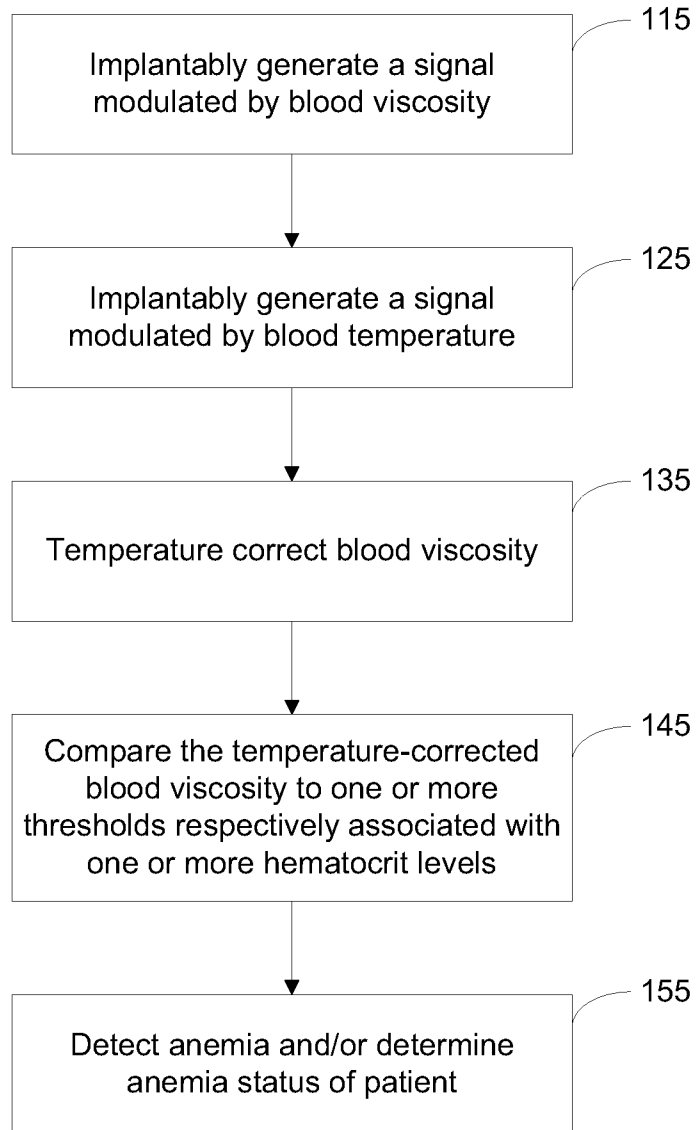 115
Implantably generate a signal
modulated by blood viscosity
125
Implantably generate a signal
modulated by blood temperature
135
Temperature correct blood viscosity
145
Compare the temperature-corrected
blood viscosity to one or more
thresholds respectively associated with
one or more hematocrit levels
155
Detect anemia and/or determine
anemia status of patient